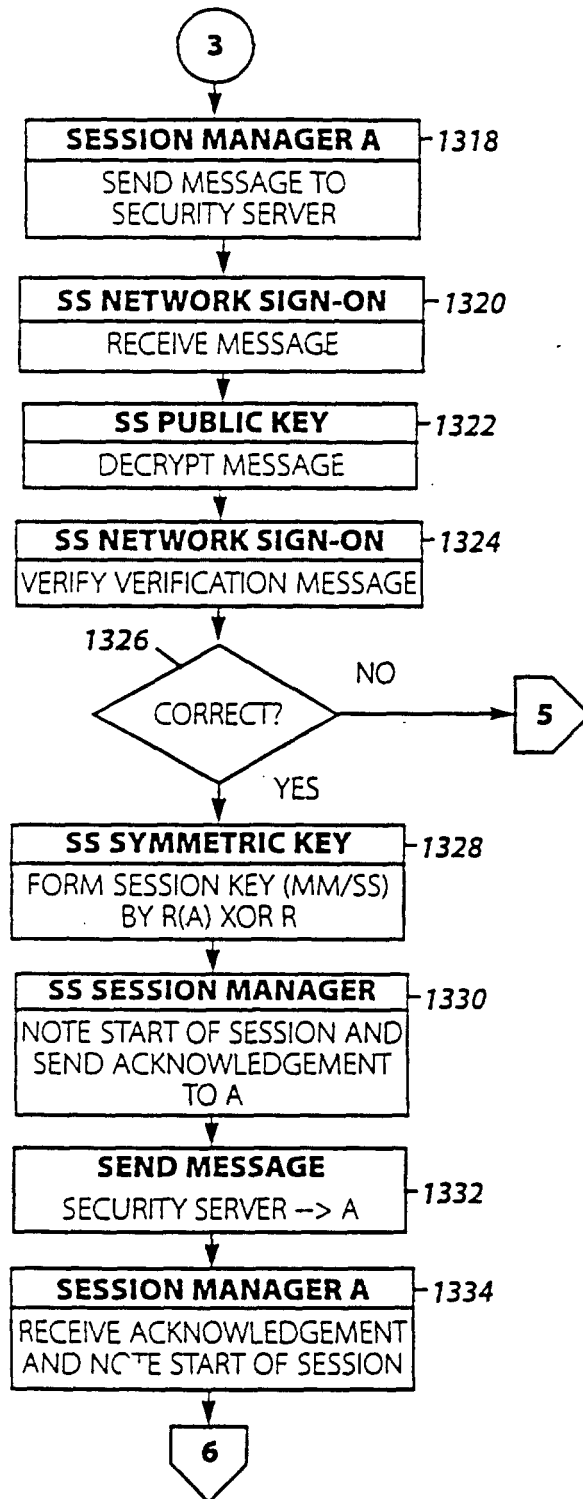 3
SESSION MANAGER A
1318
SEND MESSAGE TO
SECURITY SERVER
SS NETWORK SIGN-ON
1320
RECEIVE MESSAGE
SS PUBLIC KEY
1322
DECRYPT MESSAGE
SS NETWORK SIGN-ON
1324
VERIFY VERIFICATION MESSAGE
1326
CORRECT?
NO
5
YES
SS SYMMETRIC KEY
1328
FORM SESSION KEY (MM/SS)
BY R(A) XOR R
SS SESSION MANAGER
1330
NOTE START OF SESSION AND
SEND ACKNOWLEDGEMENT
TO A
SEND MESSAGE
1332
SECURITY SERVER --> A
SESSION MANAGER A
1334
RECEIVE ACKNOWLEDGEMENT
AND NOTE START OF SESSION
6